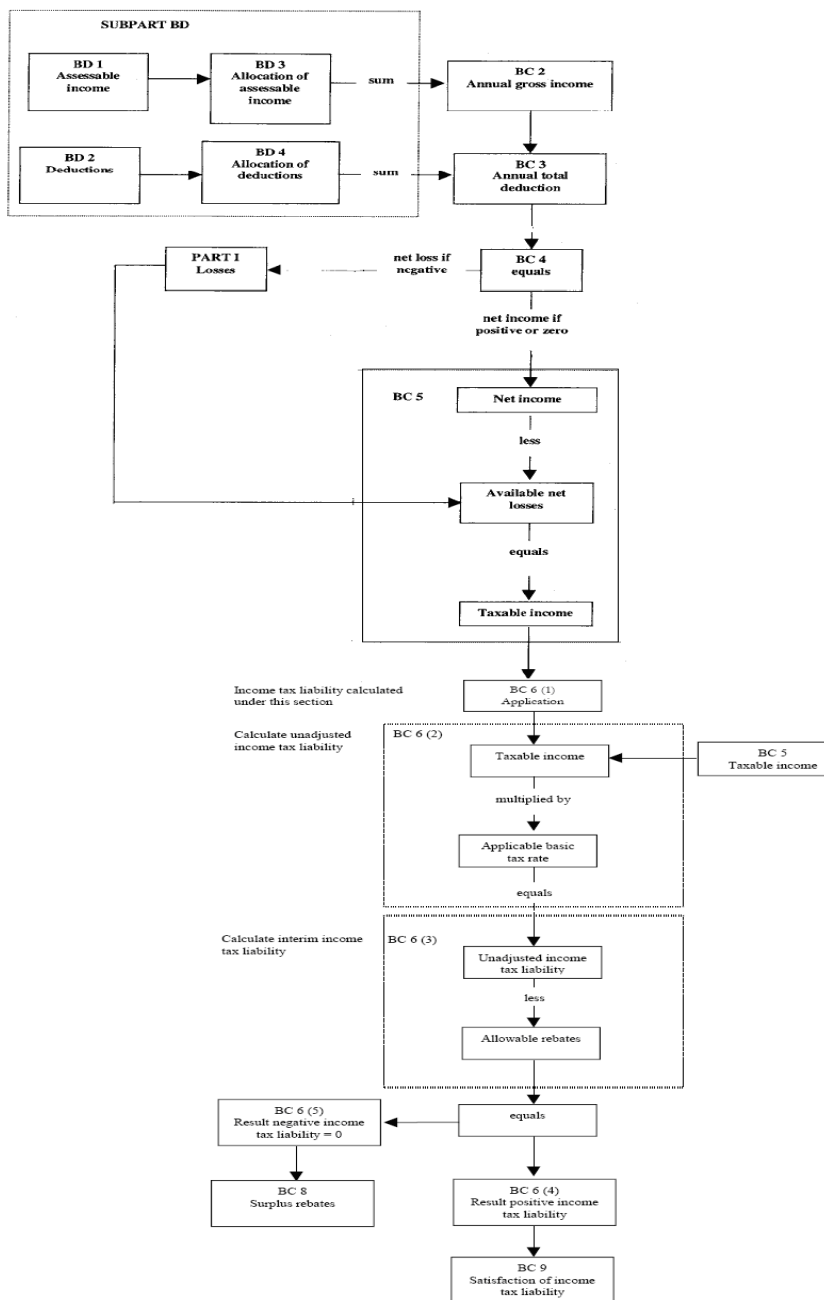 SUBPART BD
BD 1
Assessable
income
BD 3
Allocation of
assessable
income
sum
BC 2
Annual gross income
BD 2
Deductions
BD 4
Allocation of
deductions
sum
BC 3
Annual total
deduction
PART I
Losses
net loss if
negative
BC 4
equals
net income if
positive or zero
BC 5
Net income
less
Available net
losses
equals
Taxable income
Income tax liability calculated
under this section
BC 6 (1)
Application
Calculate unadjusted
income tax liability
BC 6 (2)
Taxable income
BC 5
Taxable income
multiplied by
Applicable basic
tax rate
equals
Calculate interim income
tax liability
BC 6 (3)
Unadjusted income
tax liability
less
Allowable rebates
BC 6 (5)
Result negative income
tax liability = 0
equals
BC 8
Surplus rebates
BC 6 (4)
Result positive income
tax liability
BC 9
Satisfaction of income
tax liability